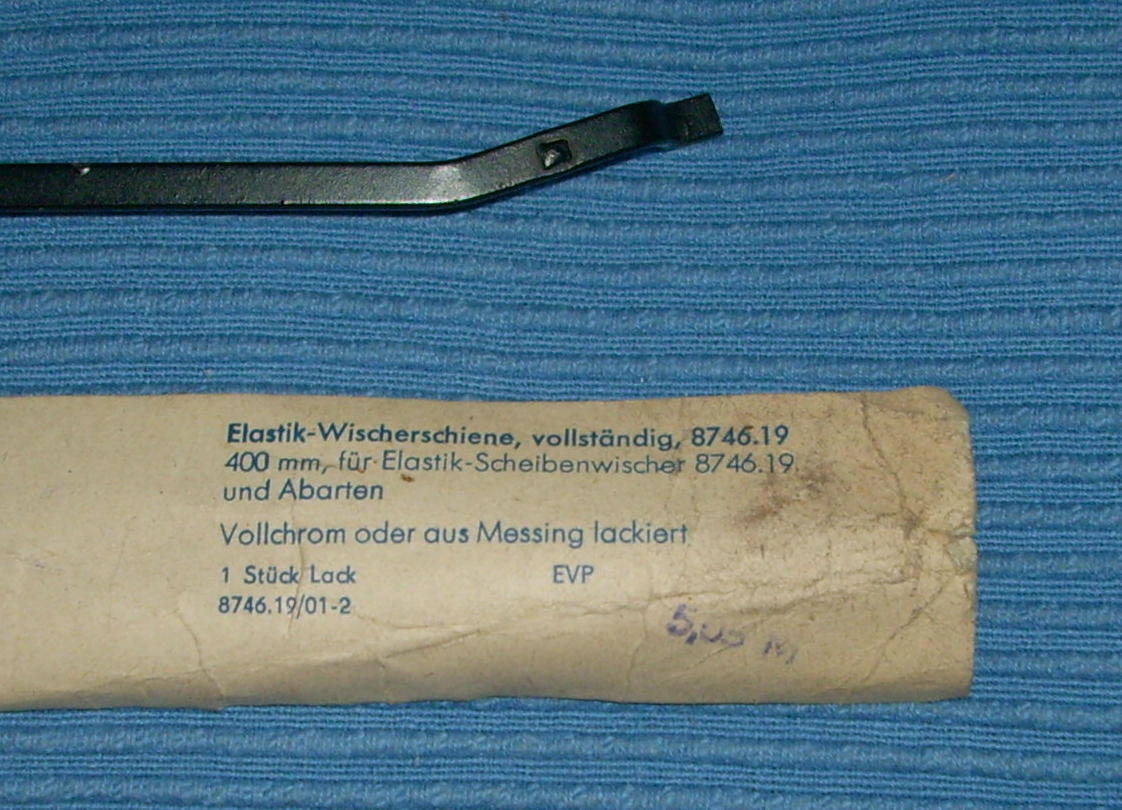 Elastik-Wischerschiene, vollständig, 8746.19
400 mm, für Elastik-Scheibenwischer 8746.19
und Abarten
Vollchrom oder aus Messing lackiert
1 Stück Lack EVP
8746.19/01-2
M